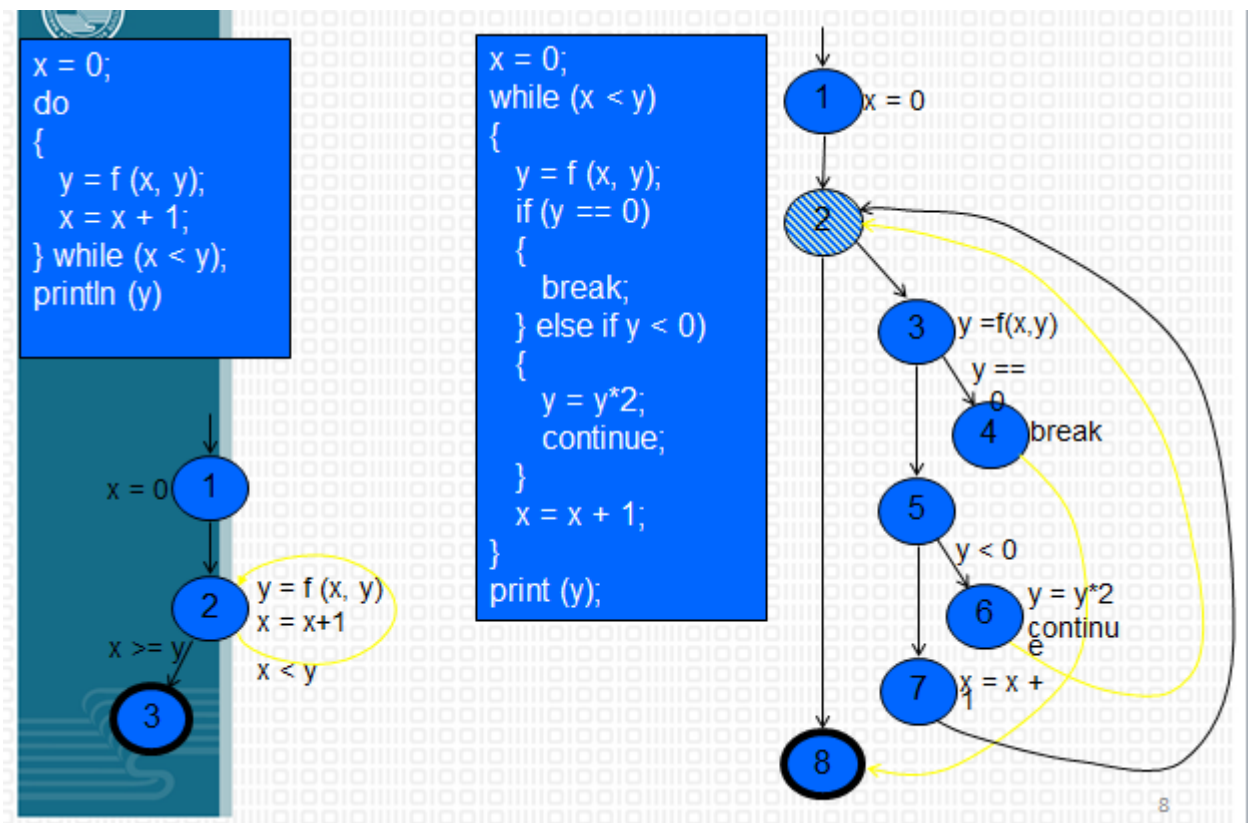 x = 0;
do
{
y = f (x, y);
x = x + 1;
} while (x < y);
println (y)
x = 0
1
2
y = f (x, y)
x = x+1
x >= y
x < y
3
x = 0;
while (x < y)
{
y = f (x, y);
if (y == 0)
{
break;
} else if y < 0)
{
y = y*2;
continue;
}
x = x + 1;
}
print (y);
1
x = 0
2
3
y =f(x,y)
y ==
0
4
break
5
y < 0
6
y = y*2
continu
e
7
x = x +
1
8
8